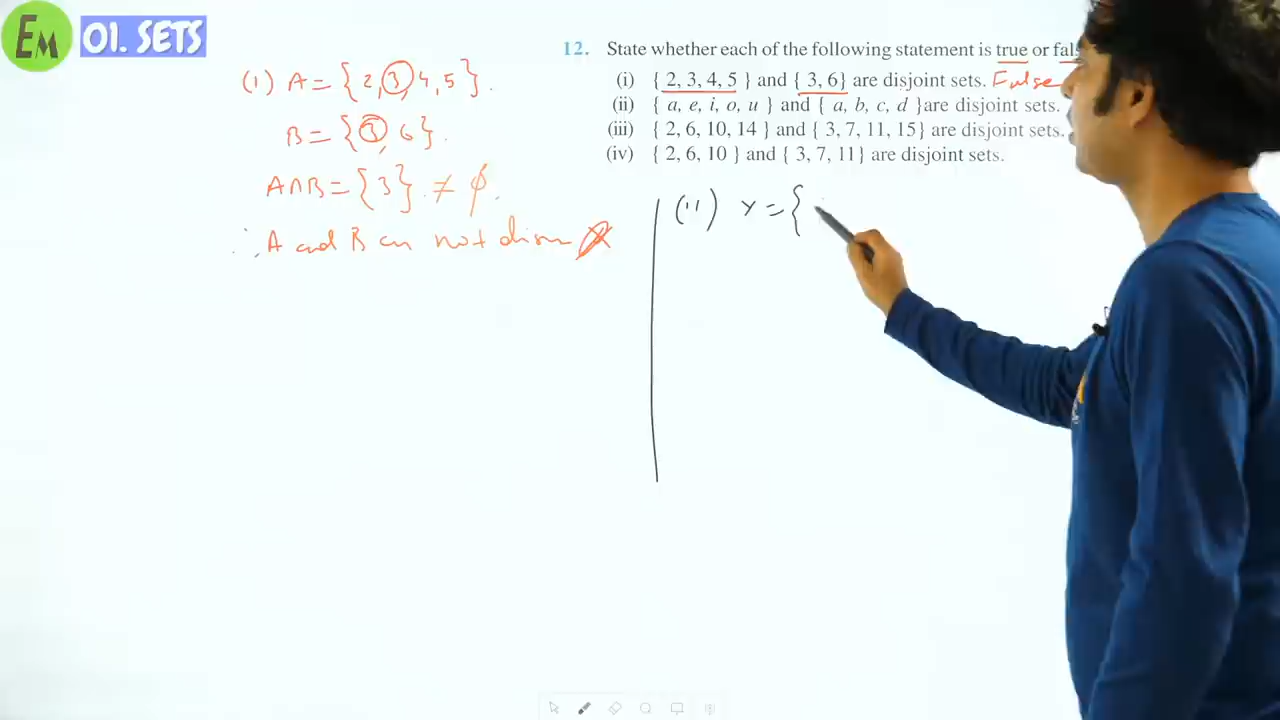 EM 01. SETS
12. State whether each of the following statement is true or fal
(i) { 2, 3, 4, 5 } and { 3, 6} are disjoint sets. False
(ii) { a, e, i, o, u } and { a, b, c, d }are disjoint sets.
(iii) { 2, 6, 10, 14 } and { 3, 7, 11, 15} are disjoint sets.
(iv) { 2, 6, 10 } and { 3, 7, 11} are disjoint sets.
(1) A = {2, 3, 4, 5}.
B = {3, 6}.
A∩B = {3} ≠ ϕ.
∴ A and B are not
(11) X = {